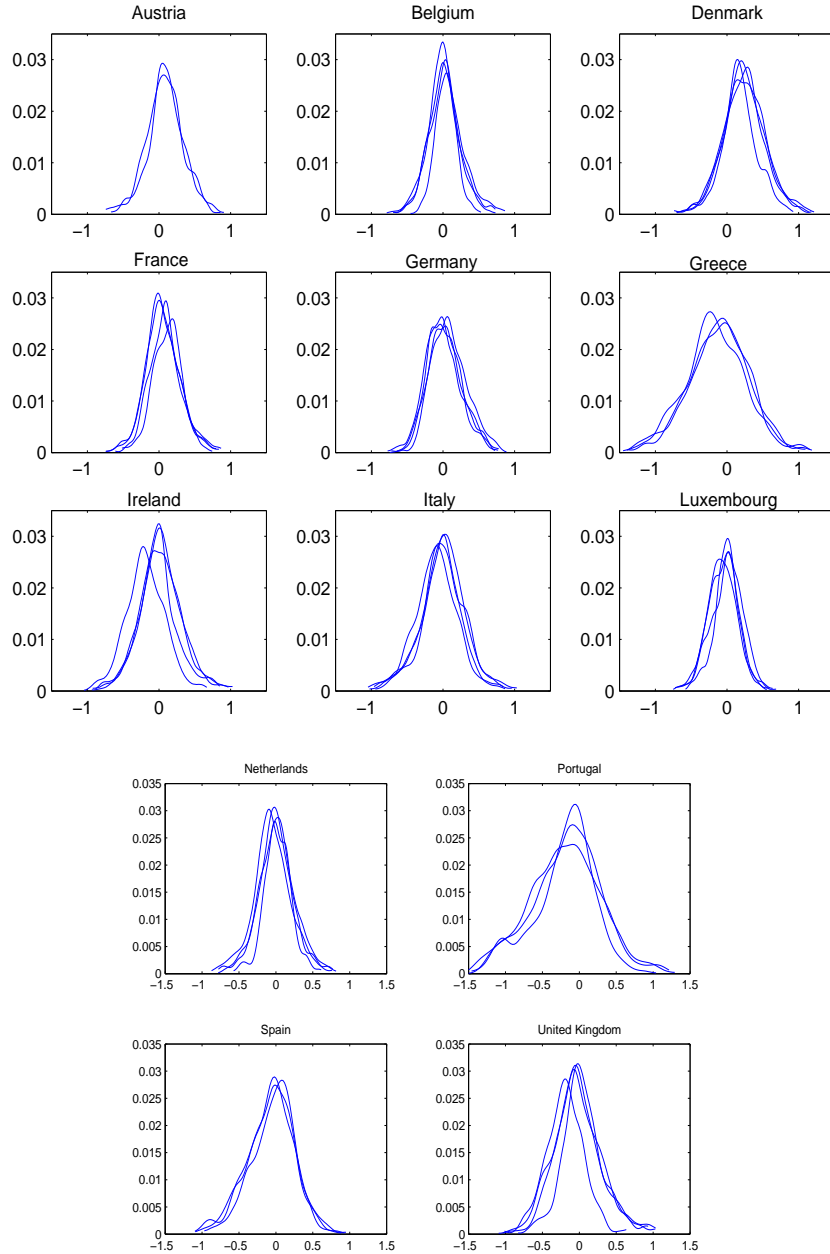 Austria Belgium Denmark
0.03 0.03 0.03
0.02 0.02 0.02
0.01 0.01 0.01
0 0 0
−1 0 1 −1 0 1 −1 0 1
France Germany Greece
0.03 0.03 0.03
0.02 0.02 0.02
0.01 0.01 0.01
0 0 0
−1 0 1 −1 0 1 −1 0 1
Ireland Italy Luxembourg
0.03 0.03 0.03
0.02 0.02 0.02
0.01 0.01 0.01
0 0 0
−1 0 1 −1 0 1 −1 0 1
Netherlands Portugal
0.035 0.035
0.03 0.03
0.025 0.025
0.02 0.02
0.015 0.015
0.01 0.01
0.005 0.005
0 0
−1.5 −1 −0.5 0 0.5 1 1.5 −1.5 −1 −0.5 0 0.5 1 1.5
Spain United Kingdom
0.035 0.035
0.03 0.03
0.025 0.025
0.02 0.02
0.015 0.015
0.01 0.01
0.005 0.005
0 0
−1.5 −1 −0.5 0 0.5 1 1.5 −1.5 −1 −0.5 0 0.5 1 1.5